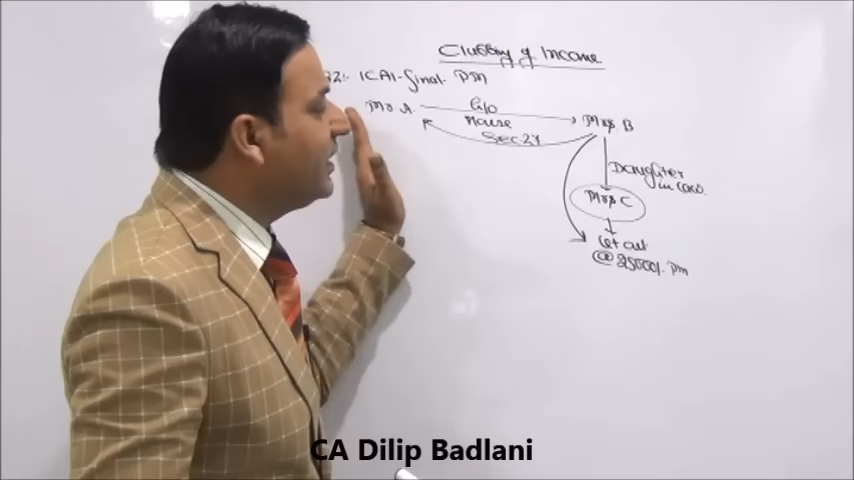 Clubbing of Income
ICAI-Final PM
Mr. A
House
Sec. 27
B
Daughter
in law
C
Let out
@ 25000/- Pm
CA Dilip Badlani